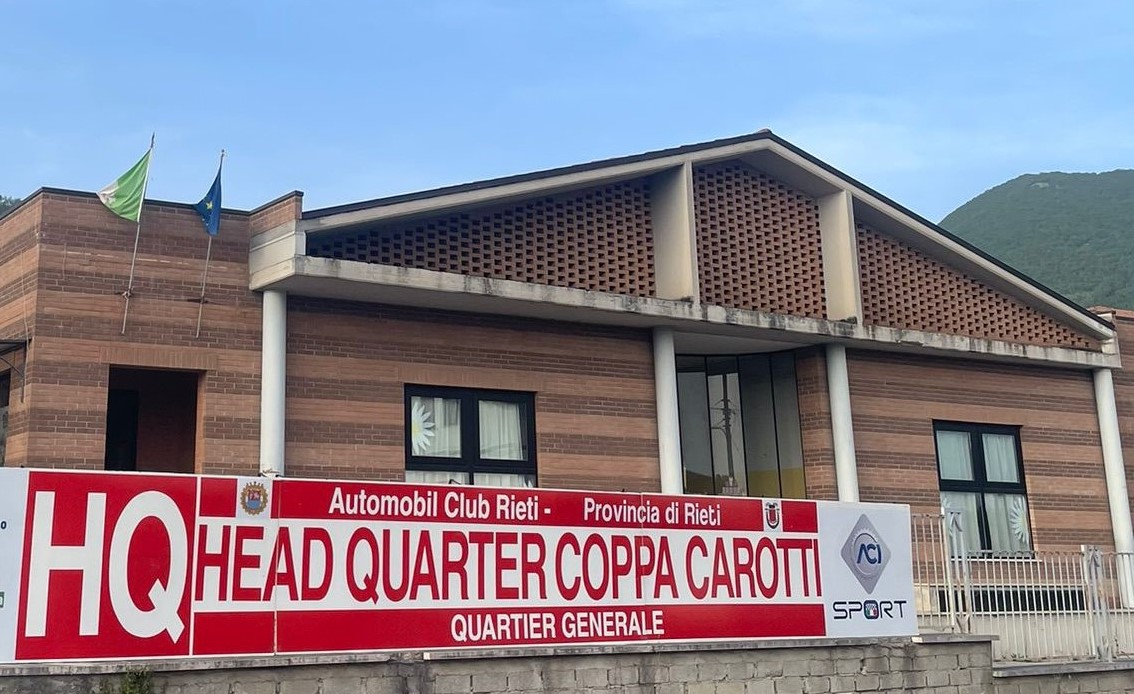 HQ
Automobil Club Rieti - Provincia di Rieti
HEAD QUARTER COPPA CAROTTI
QUARTIER GENERALE
ACI
SPORT